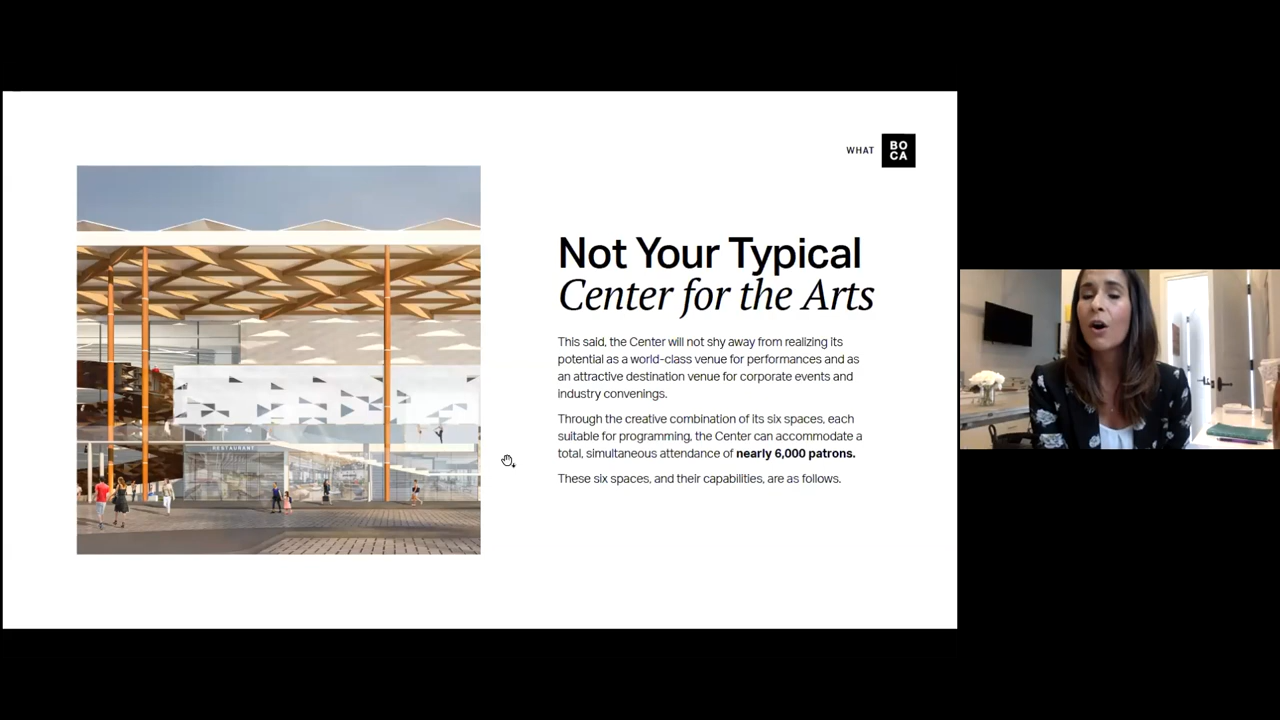 WHAT
BO
CA
Not Your Typical
Center for the Arts
This said, the Center will not shy away from realizing its
potential as a world-class venue for performances and as
an attractive destination venue for corporate events and
industry convenings.
Through the creative combination of its six spaces, each
suitable for programming, the Center can accommodate a
total, simultaneous attendance of nearly 6,000 patrons.
These six spaces, and their capabilities, are as follows.
RESTAURANT